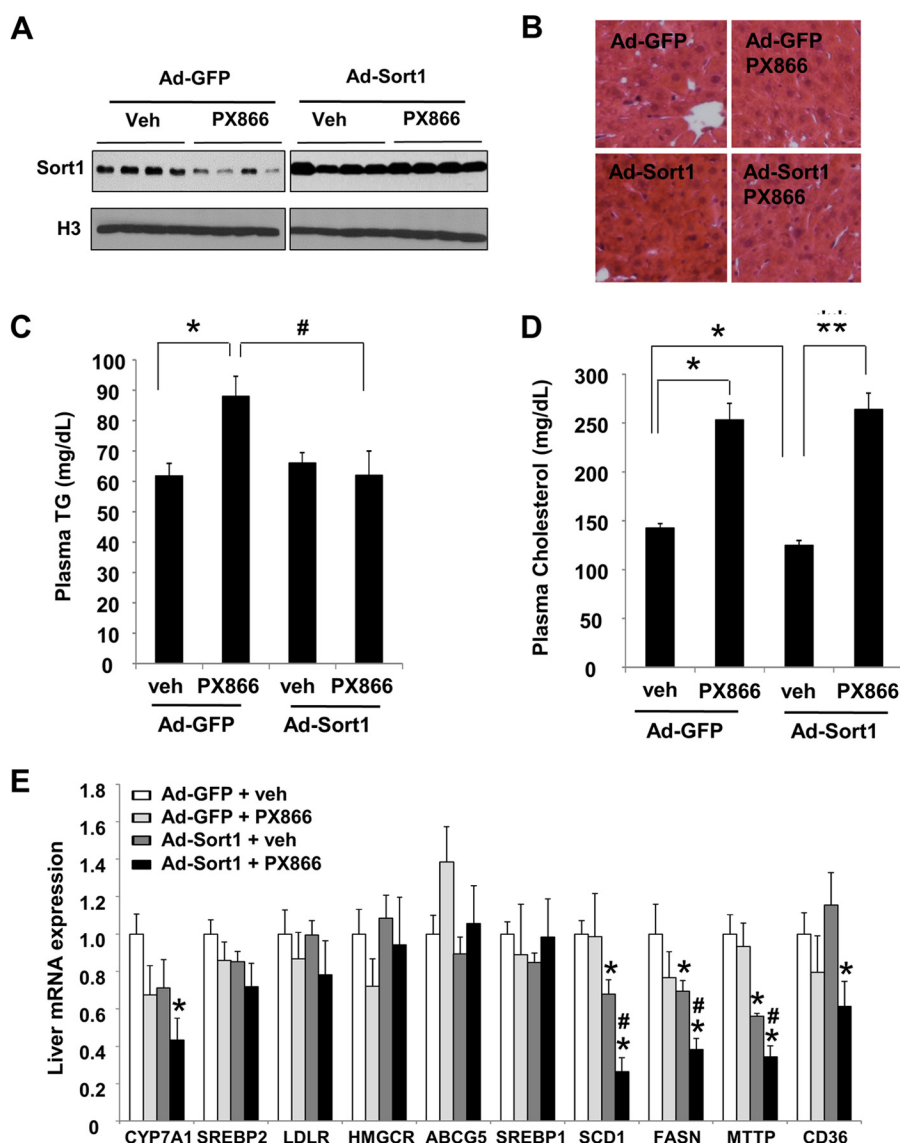 A
Ad-GFP Ad-Sort1
Veh PX866 Veh PX866
Sort1
H3
B
Ad-GFP
Ad-GFP
PX866
Ad-Sort1
Ad-Sort1
PX866
C
* #
Plasma TG (mg/dL)
100
90
80
70
60
50
40
30
20
10
0
veh PX866 veh PX866
Ad-GFP Ad-Sort1
D
* **
*
Plasma Cholesterol (mg/dL)
300
250
200
150
100
50
0
veh PX866 veh PX866
Ad-GFP Ad-Sort1
E
Liver mRNA expression
1.8
1.6
1.4
1.2
1.0
0.8
0.6
0.4
0.2
0
Ad-GFP + veh
Ad-GFP + PX866
Ad-Sort1 + veh
Ad-Sort1 + PX866
* * # * * # * * # * *
CYP7A1 SREBP2 LDLR HMGCR ABCG5 SREBP1 SCD1 FASN MTTP CD36